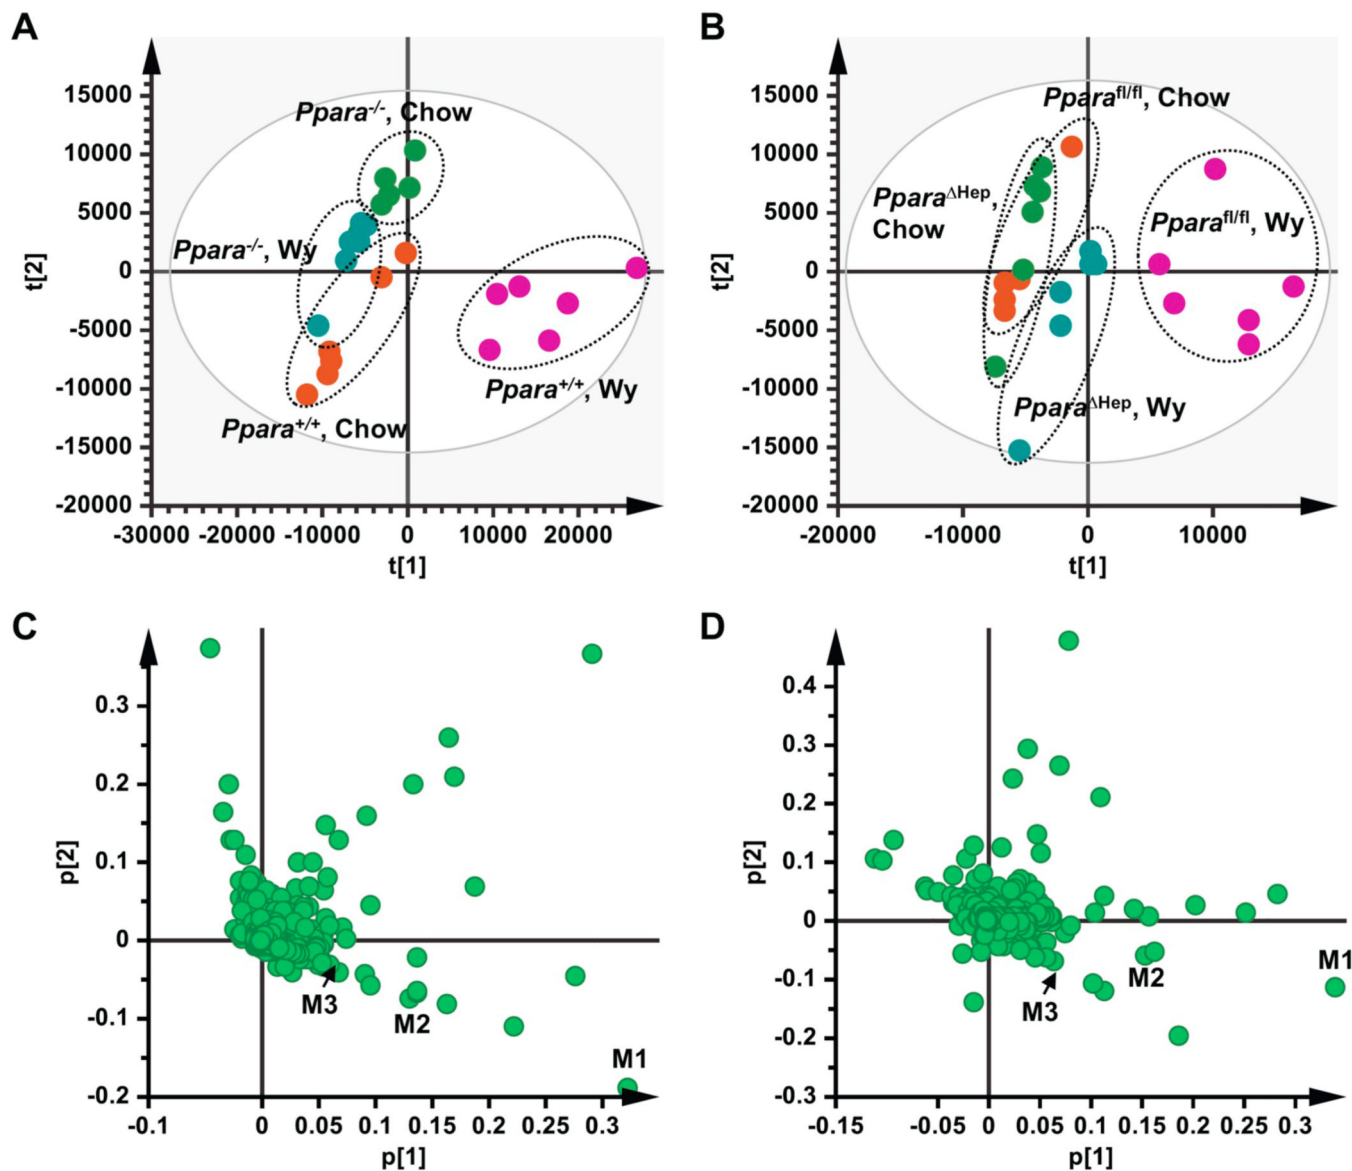 A
Ppara-/-, Chow
Ppara-/-, Wy
Ppara+/+, Wy
Ppara+/+, Chow
15000
10000
5000
0
-5000
-10000
-15000
-20000
t[2]
-30000 -20000 -10000 0 10000 20000
t[1]
B
Pparafl/fl, Chow
PparaΔHep,
Chow
Pparafl/fl, Wy
PparaΔHep, Wy
15000
10000
5000
0
-5000
-10000
-15000
-20000
t[2]
-20000 -10000 0 10000
t[1]
C
0.3
0.2
0.1
0
-0.1
-0.2
p[2]
M3
M2
M1
-0.1 0 0.05 0.1 0.15 0.2 0.25 0.3
p[1]
D
0.4
0.3
0.2
0.1
0
-0.1
-0.2
-0.3
p[2]
M1
M2
M3
-0.15 -0.05 0 0.05 0.1 0.15 0.2 0.25 0.3
p[1]